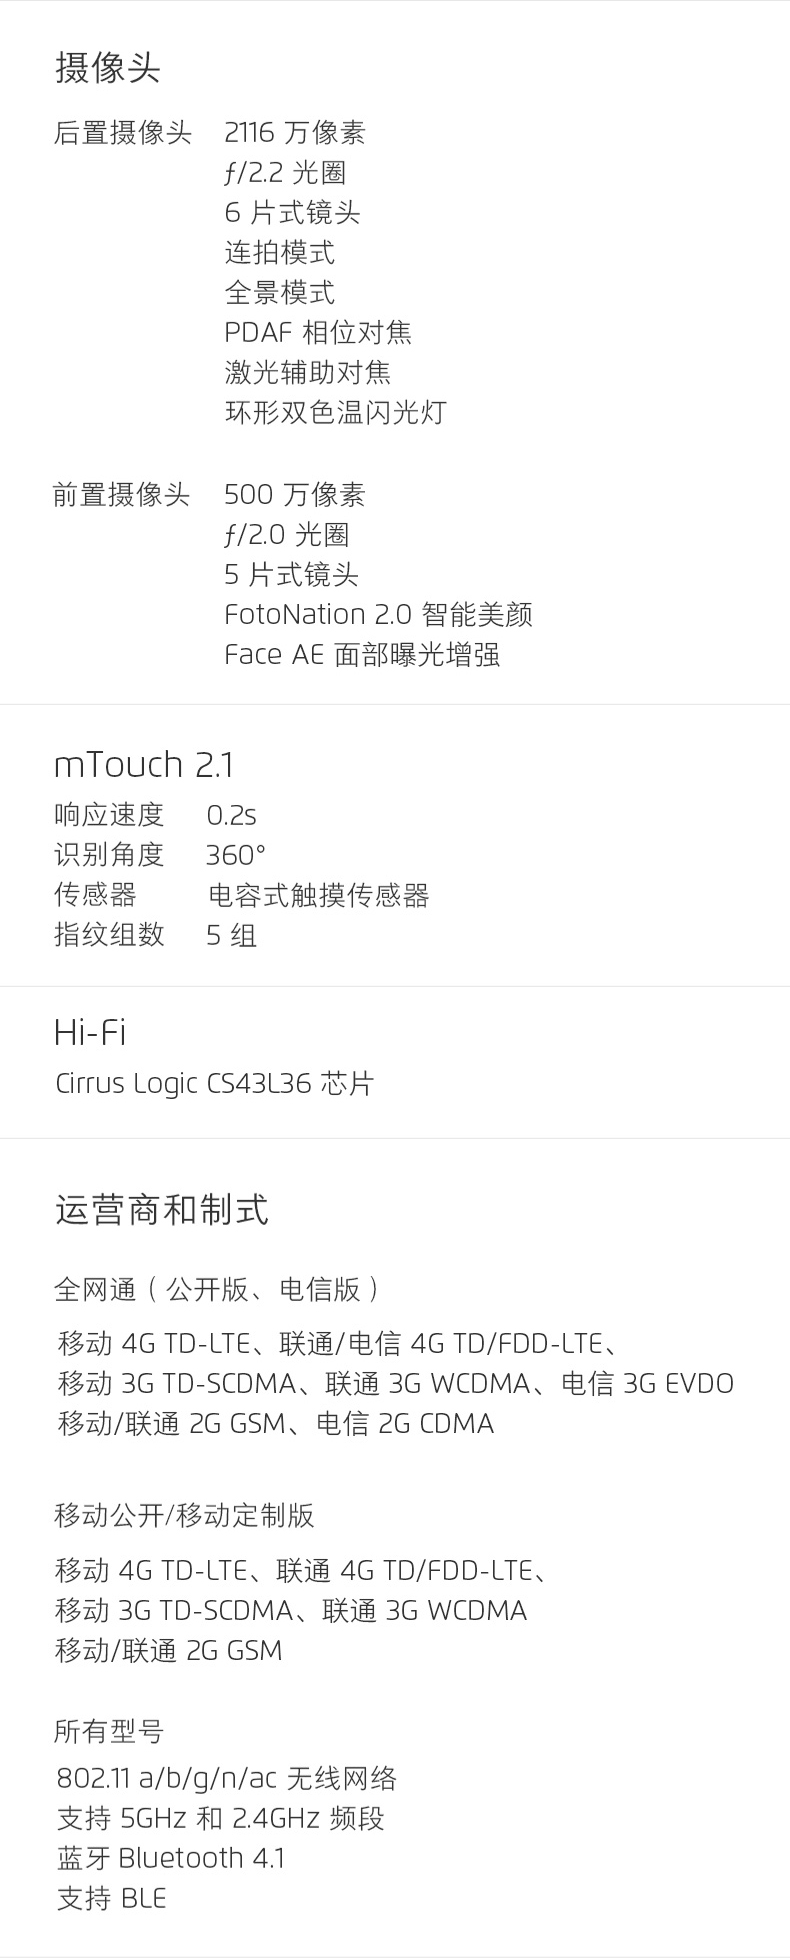 摄像头
后置摄像头 2116 万像素
ƒ/2.2 光圈
6 片式镜头
连拍模式
全景模式
PDAF 相位对焦
激光辅助对焦
环形双色温闪光灯
前置摄像头 500 万像素
ƒ/2.0 光圈
5 片式镜头
FotoNation 2.0 智能美颜
Face AE 面部曝光增强
mTouch 2.1
响应速度 0.2s
识别角度 360°
传感器 电容式触摸传感器
指纹组数 5 组
Hi-Fi
Cirrus Logic CS43L36 芯片
运营商和制式
全网通（公开版、电信版）
移动 4G TD-LTE、联通/电信 4G TD/FDD-LTE、
移动 3G TD-SCDMA、联通 3G WCDMA、电信 3G EVDO
移动/联通 2G GSM、电信 2G CDMA
移动公开/移动定制版
移动 4G TD-LTE、联通 4G TD/FDD-LTE、
移动 3G TD-SCDMA、联通 3G WCDMA
移动/联通 2G GSM
所有型号
802.11 a/b/g/n/ac 无线网络
支持 5GHz 和 2.4GHz 频段
蓝牙 Bluetooth 4.1
支持 BLE